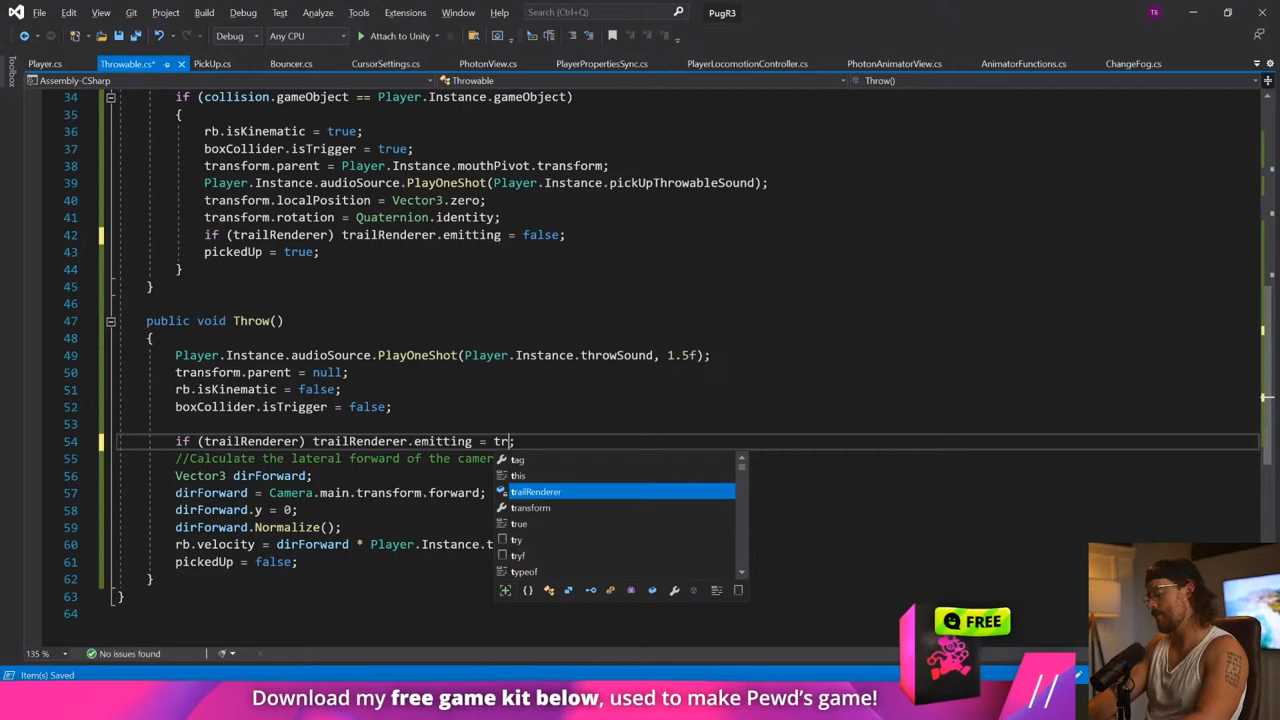 File Edit View Git Project Build Debug Test Analyze Tools Extensions Window Help Search (Ctrl+Q) PugR3 TB
Debug Any CPU Attach to Unity
Player.cs Throwable.cs* PickUp.cs Bouncer.cs CursorSettings.cs PhotonView.cs PlayerPropertiesSync.cs PlayerLocomotionController.cs PhotonAnimatorView.cs AnimatorFunctions.cs ChangeFog.cs
Toolbox
Assembly-CSharp Throwable Throw()
34 if (collision.gameObject == Player.Instance.gameObject)
35 {
36 rb.isKinematic = true;
37 boxCollider.isTrigger = true;
38 transform.parent = Player.Instance.mouthPivot.transform;
39 Player.Instance.audioSource.PlayOneShot(Player.Instance.pickUpThrowableSound);
40 transform.localPosition = Vector3.zero;
41 transform.rotation = Quaternion.identity;
42 if (trailRenderer) trailRenderer.emitting = false;
43 pickedUp = true;
44 }
45 }
46
47 public void Throw()
48 {
49 Player.Instance.audioSource.PlayOneShot(Player.Instance.throwSound, 1.5f);
50 transform.parent = null;
51 rb.isKinematic = false;
52 boxCollider.isTrigger = false;
53
54 if (trailRenderer) trailRenderer.emitting = tr;
55 //Calculate the lateral forward of the camer
56 Vector3 dirForward;
57 dirForward = Camera.main.transform.forward;
58 dirForward.y = 0;
59 dirForward.Normalize();
60 rb.velocity = dirForward * Player.Instance.t
61 pickedUp = false;
62 }
63 }
64
tag
this
trailRenderer
transform
true
try
tryf
typeof
135 % No issues found
Item(s) Saved
FREE
Download my free game kit below, used to make Pewd's game!
//